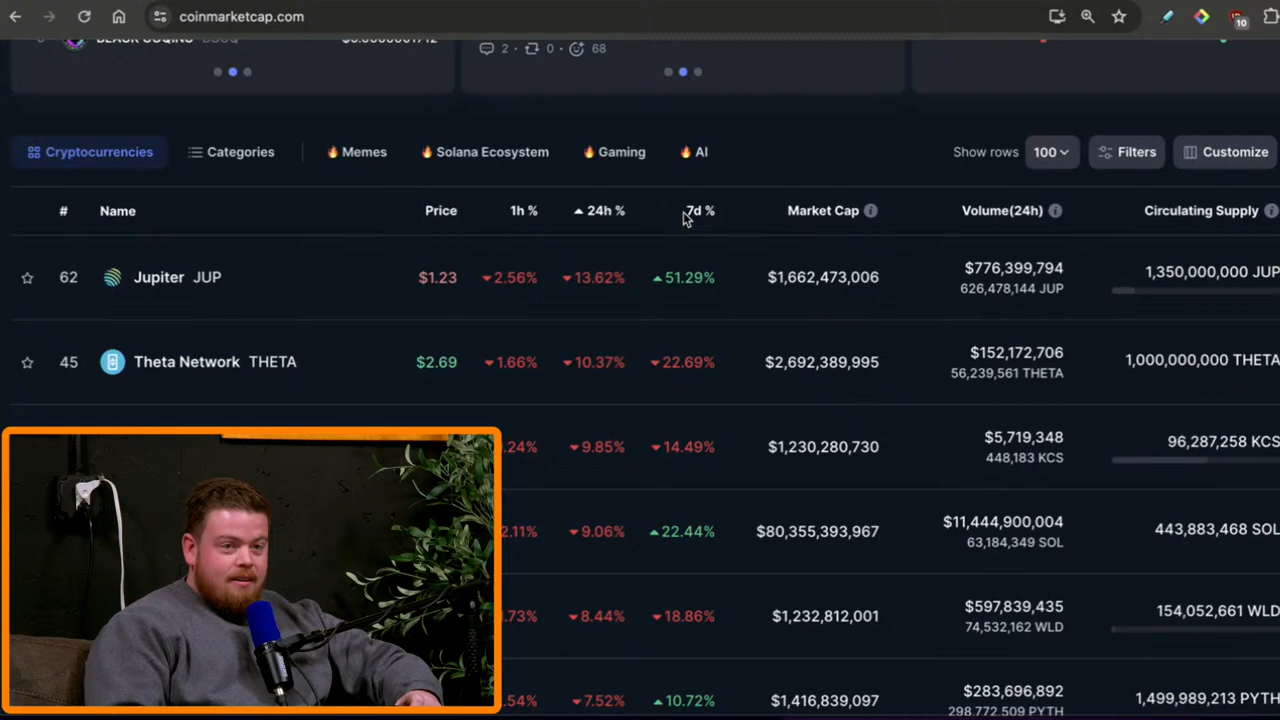 coinmarketcap.com
10
2 · 0 · 68
Cryptocurrencies Categories Memes Solana Ecosystem Gaming AI Show rows 100 Filters Customize
# Name Price 1h % 24h % 7d % Market Cap Volume(24h) Circulating Supply
62 Jupiter JUP $1.23 2.56% 13.62% 51.29% $1,662,473,006 $776,399,794 1,350,000,000 JUP
626,478,144 JUP
45 Theta Network THETA $2.69 1.66% 10.37% 22.69% $2,692,389,995 $152,172,706 1,000,000,000 THETA
56,239,561 THETA
.24% 9.85% 14.49% $1,230,280,730 $5,719,348 96,287,258 KCS
448,183 KCS
2.11% 9.06% 22.44% $80,355,393,967 $11,444,900,004 443,883,468 SOL
63,184,349 SOL
.73% 8.44% 18.86% $1,232,812,001 $597,839,435 154,052,661 WLD
74,532,162 WLD
.54% 7.52% 10.72% $1,416,839,097 $283,696,892 1,499,989,213 PYTH
298,772,509 PYTH